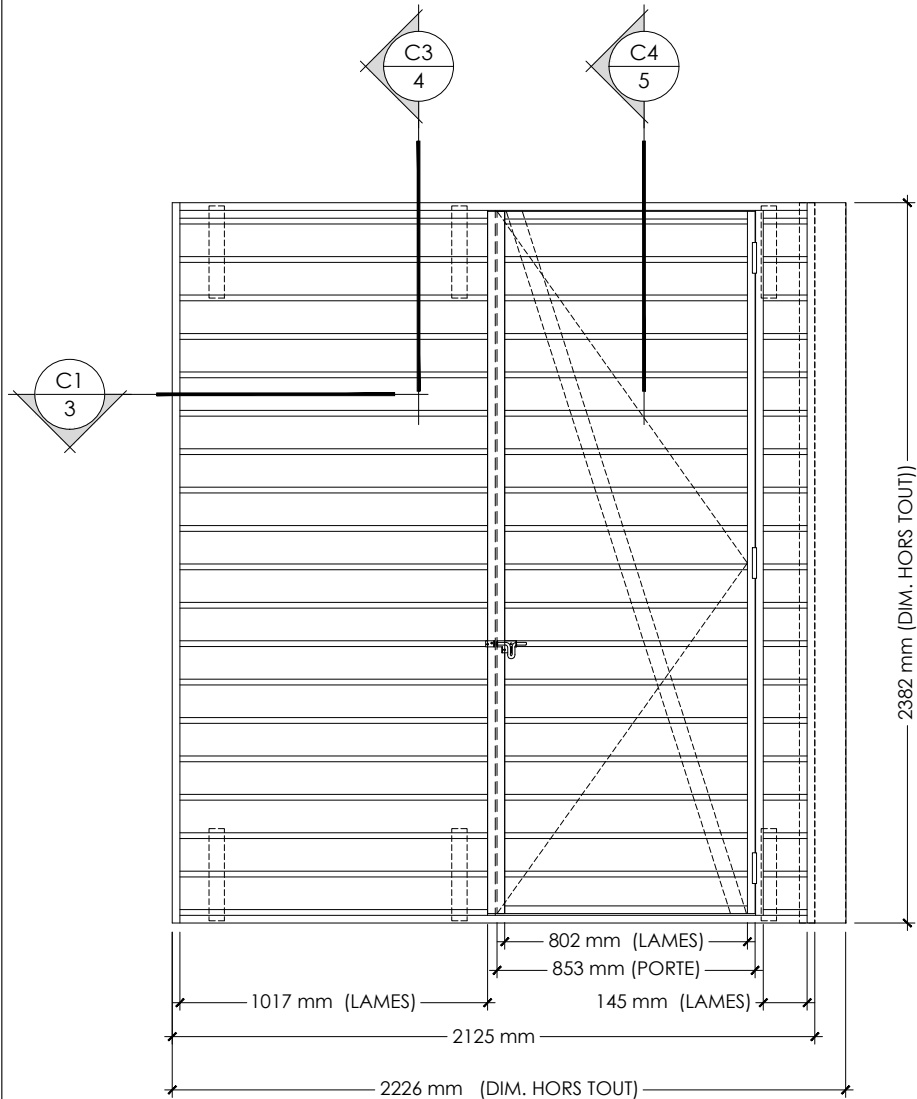 C3
4
C4
5
C1
3
2382 mm (DIM. HORS TOUT))
802 mm (LAMES)
853 mm (PORTE)
1017 mm (LAMES)
145 mm (LAMES)
2125 mm
2226 mm (DIM. HORS TOUT)